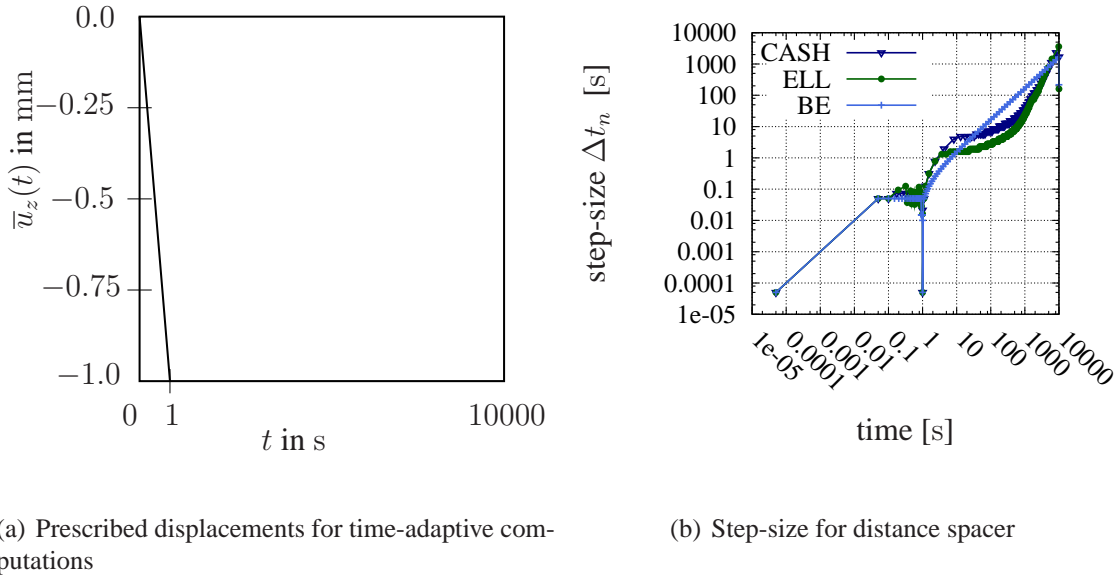 0.0
−0.25
−0.5
−0.75
−1.0
u̅_z(t) in mm
0
1
10000
t in s
10000
1000
100
10
1
0.1
0.01
0.001
0.0001
1e-05
step-size Δt_n [s]
CASH
ELL
BE
1e-05
0.0001
0.001
0.01
0.1
1
10
100
1000
10000
time [s]
(a) Prescribed displacements for time-adaptive com-
putations
(b) Step-size for distance spacer